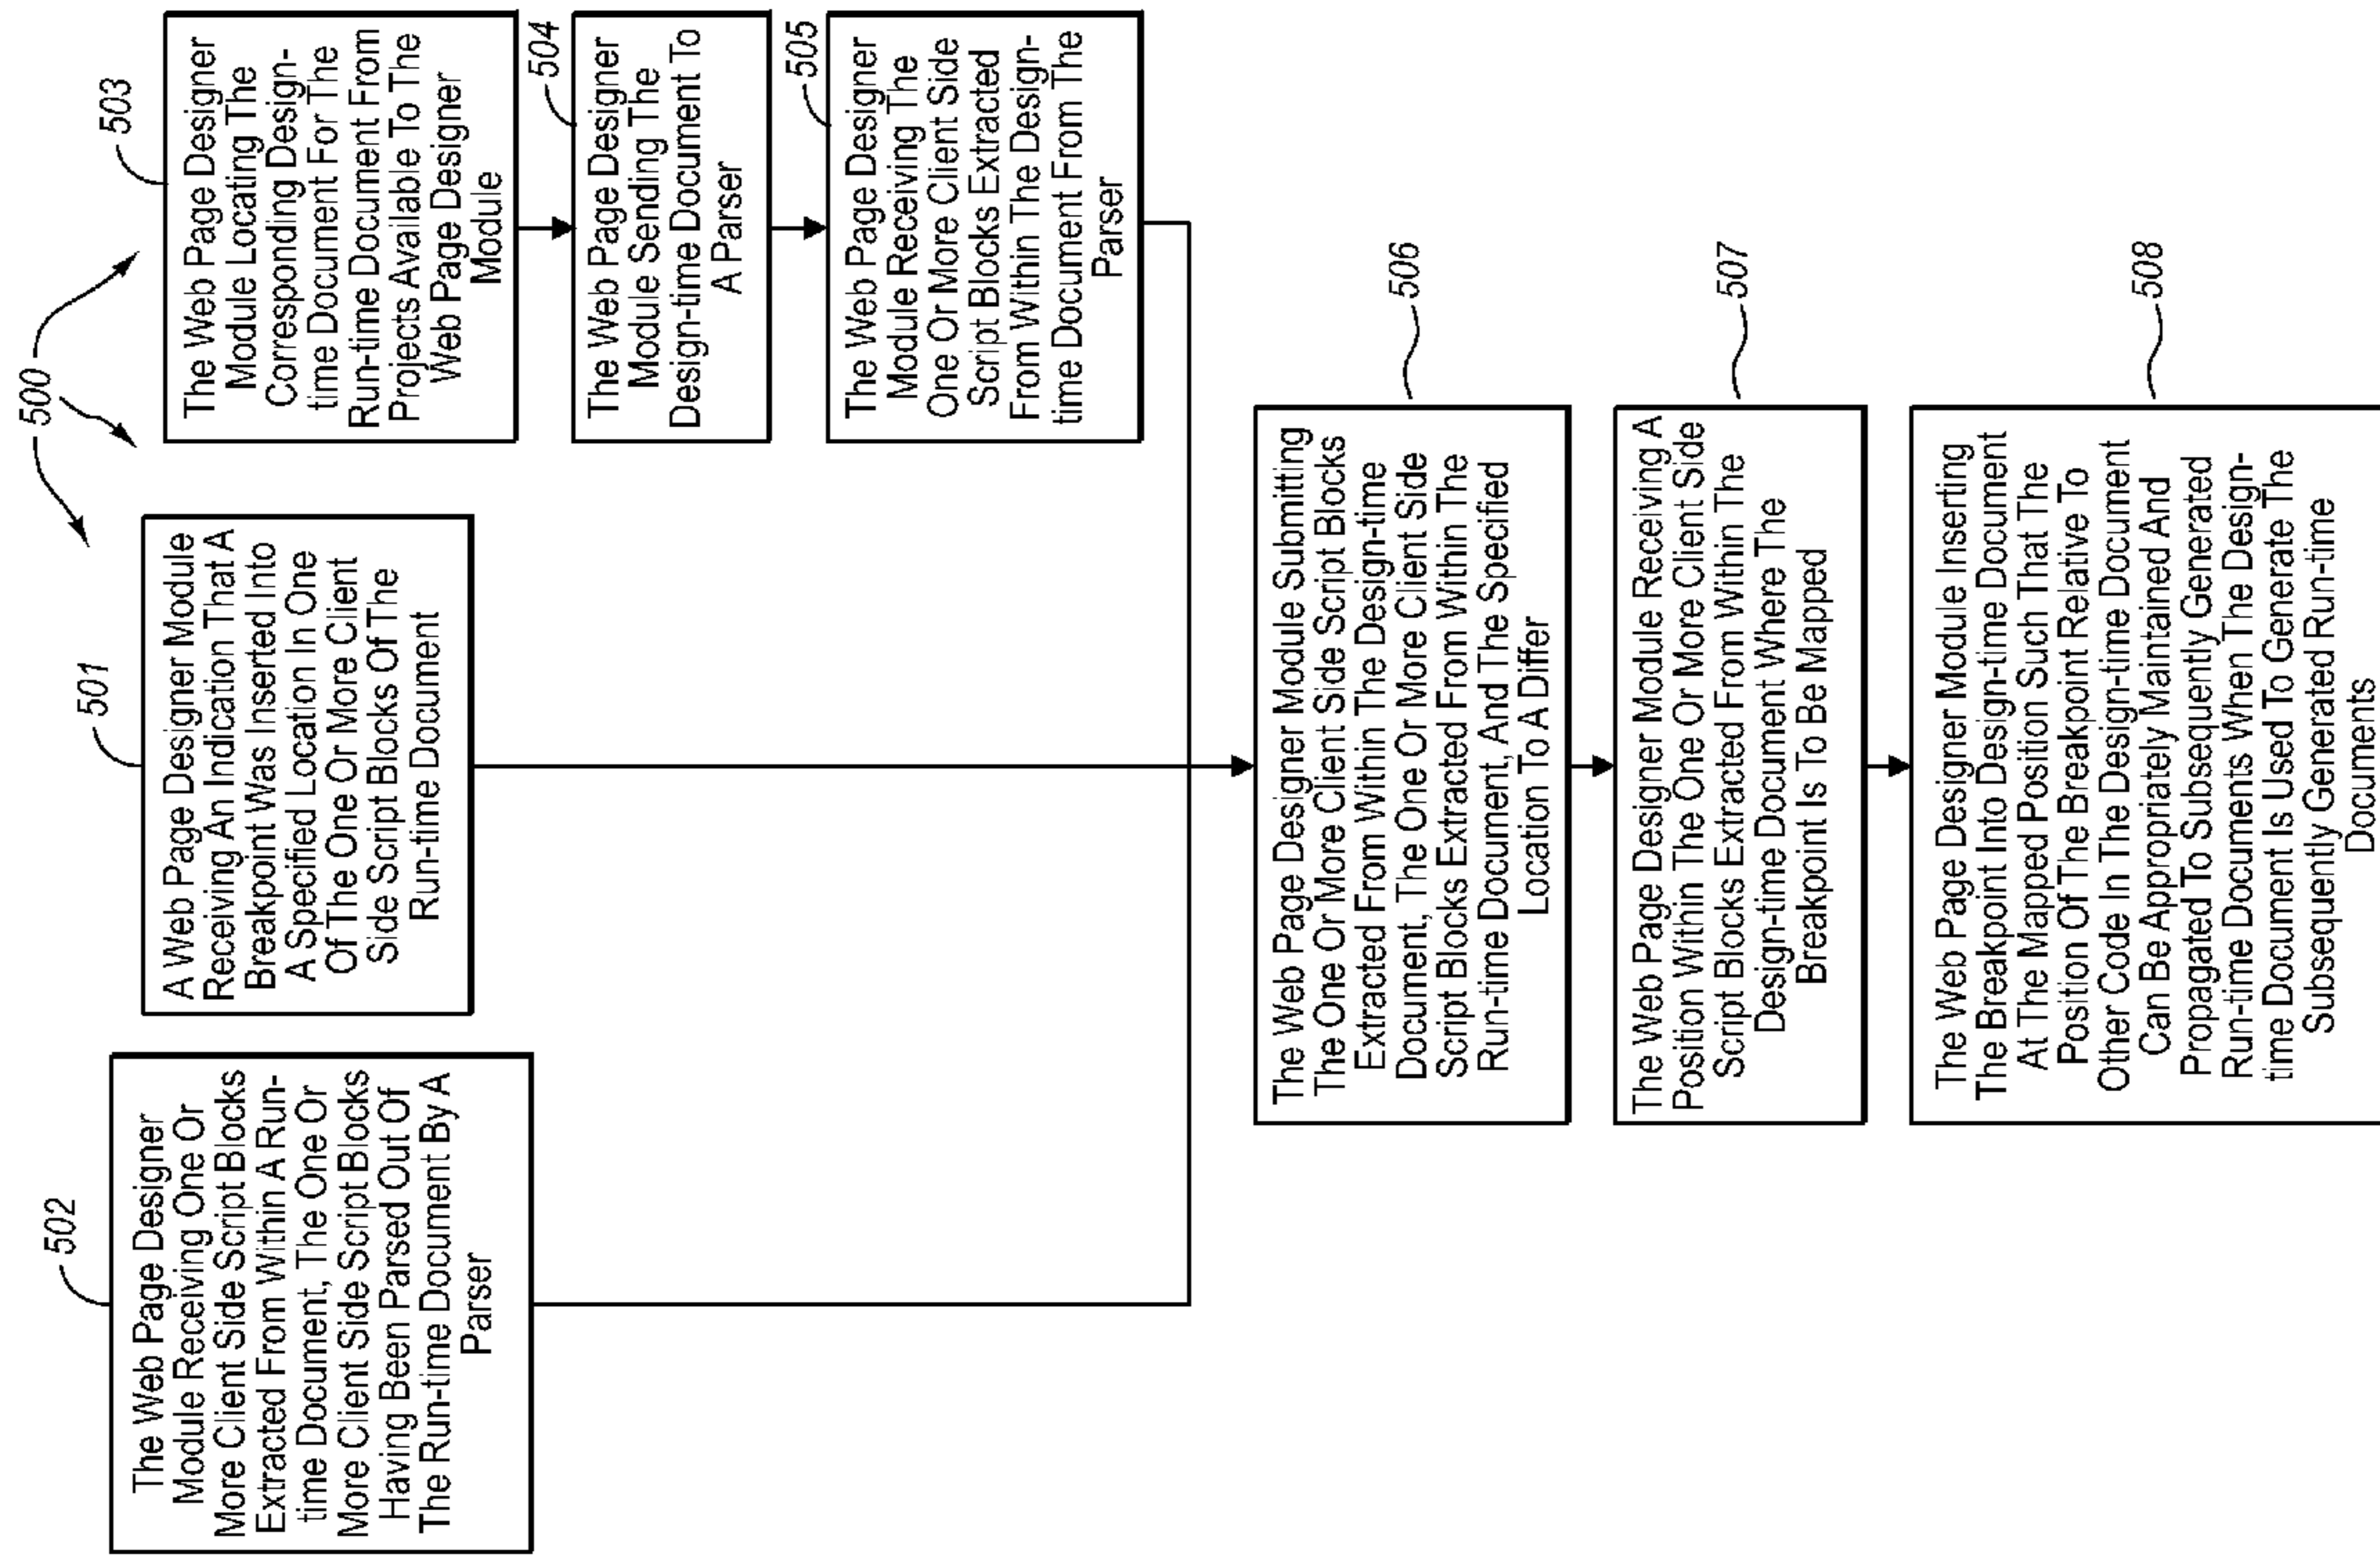 500
502
The Web Page Designer
Module Receiving One Or
More Client Side Script Blocks
Extracted From Within A Run-
time Document, The One Or
More Client Side Script Blocks
Having Been Parsed Out Of
The Run-time Document By A
Parser
501
A Web Page Designer Module
Receiving An Indication That A
Breakpoint Was Inserted Into
A Specified Location In One
Of The One Or More Client
Side Script Blocks Of The
Run-time Document
503
The Web Page Designer
Module Locating The
Corresponding Design-
time Document For The
Run-time Document From
Projects Available To The
Web Page Designer
Module
504
The Web Page Designer
Module Sending The
Design-time Document To
A Parser
505
The Web Page Designer
Module Receiving The
One Or More Client Side
Script Blocks Extracted
From Within The Design-
time Document From The
Parser
506
The Web Page Designer Module Submitting
The One Or More Client Side Script Blocks
Extracted From Within The Design-time
Document, The One Or More Client Side
Script Blocks Extracted From Within The
Run-time Document, And The Specified
Location To A Differ
507
The Web Page Designer Module Receiving A
Position Within The One Or More Client Side
Script Blocks Extracted From Within The
Design-time Document Where The
Breakpoint Is To Be Mapped
508
The Web Page Designer Module Inserting
The Breakpoint Into Design-time Document
At The Mapped Position Such That The
Position Of The Breakpoint Relative To
Other Code In The Design-time Document
Can Be Appropriately Maintained And
Propagated To Subsequently Generated
Run-time Documents When The Design-
time Document Is Used To Generate The
Subsequently Generated Run-time
Documents